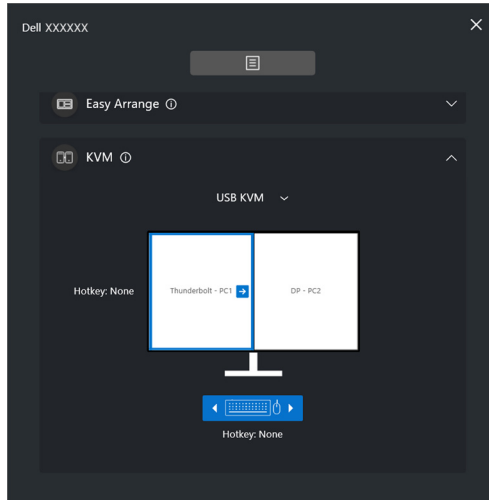 Dell XXXXXX
Easy Arrange
KVM
USB KVM
Hotkey: None
Thunderbolt - PC1
DP - PC2
Hotkey: None